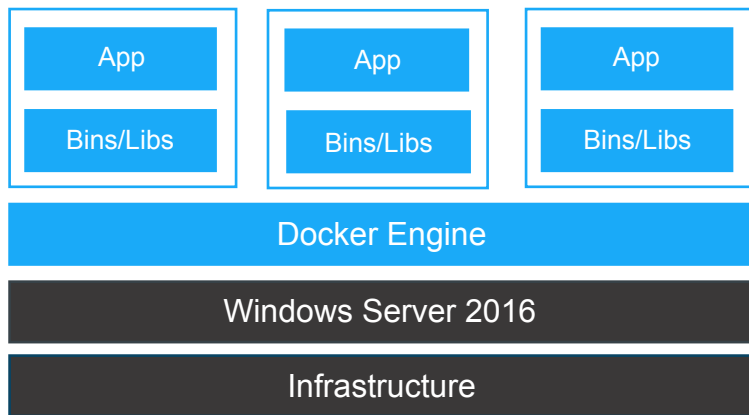 App
App
App
Bins/Libs
Bins/Libs
Bins/Libs
Docker Engine
Windows Server 2016
Infrastructure